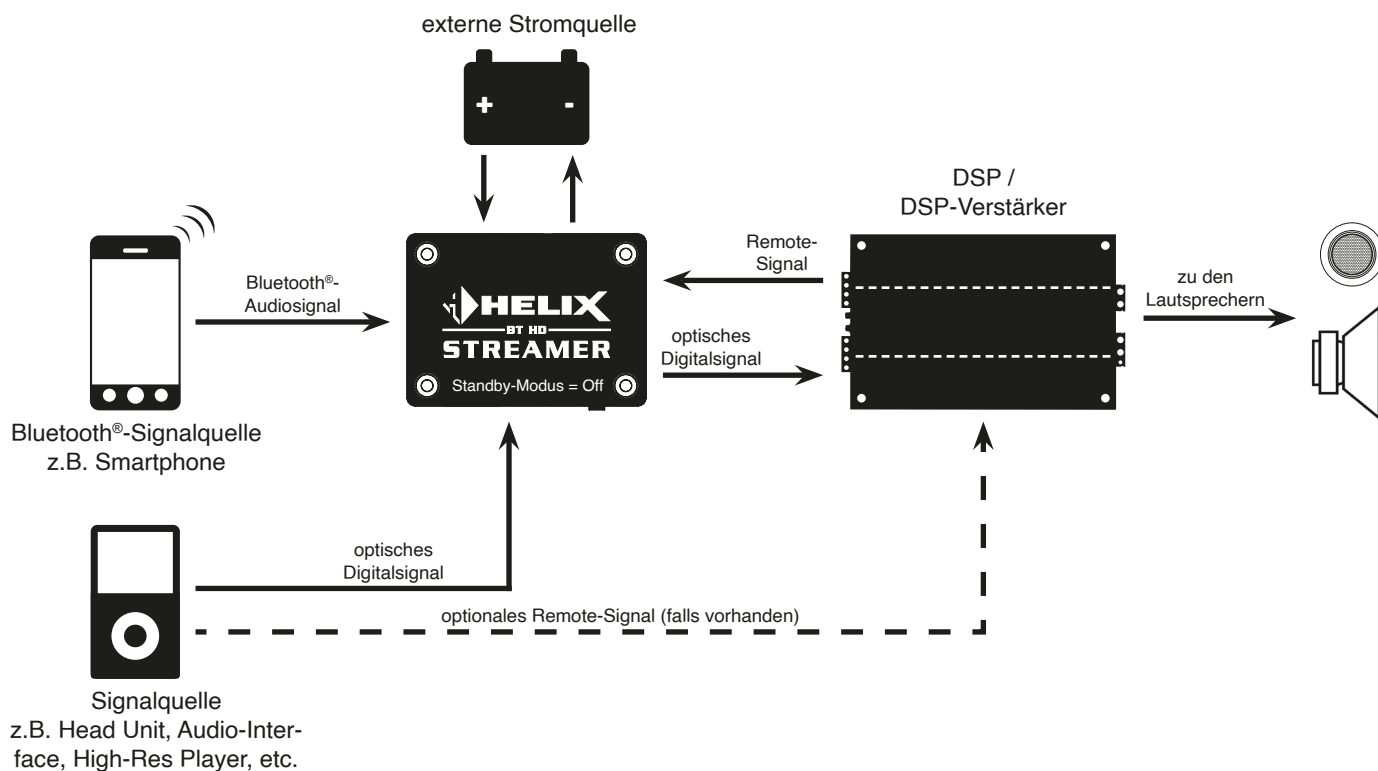 externe Stromquelle
+ -
DSP /
DSP-Verstärker
Remote-
Signal
zu den
Lautsprechern
Bluetooth®-
Audiosignal
HELIX
BT HD
STREAMER
Standby-Modus = Off
optisches
Digitalsignal
Bluetooth®-Signalquelle
z.B. Smartphone
optisches
Digitalsignal
optionales Remote-Signal (falls vorhanden)
Signalquelle
z.B. Head Unit, Audio-Inter-
face, High-Res Player, etc.